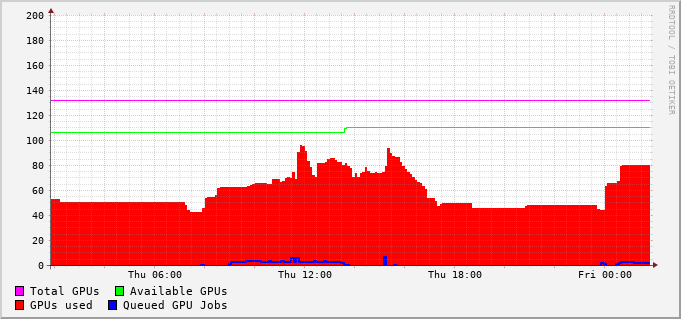 200
180
160
140
120
100
80
60
40
20
0
Thu 06:00 Thu 12:00 Thu 18:00 Fri 00:00
Total GPUs Available GPUs
GPUs used Queued GPU Jobs
RRDTOOL / TOBI OETIKER